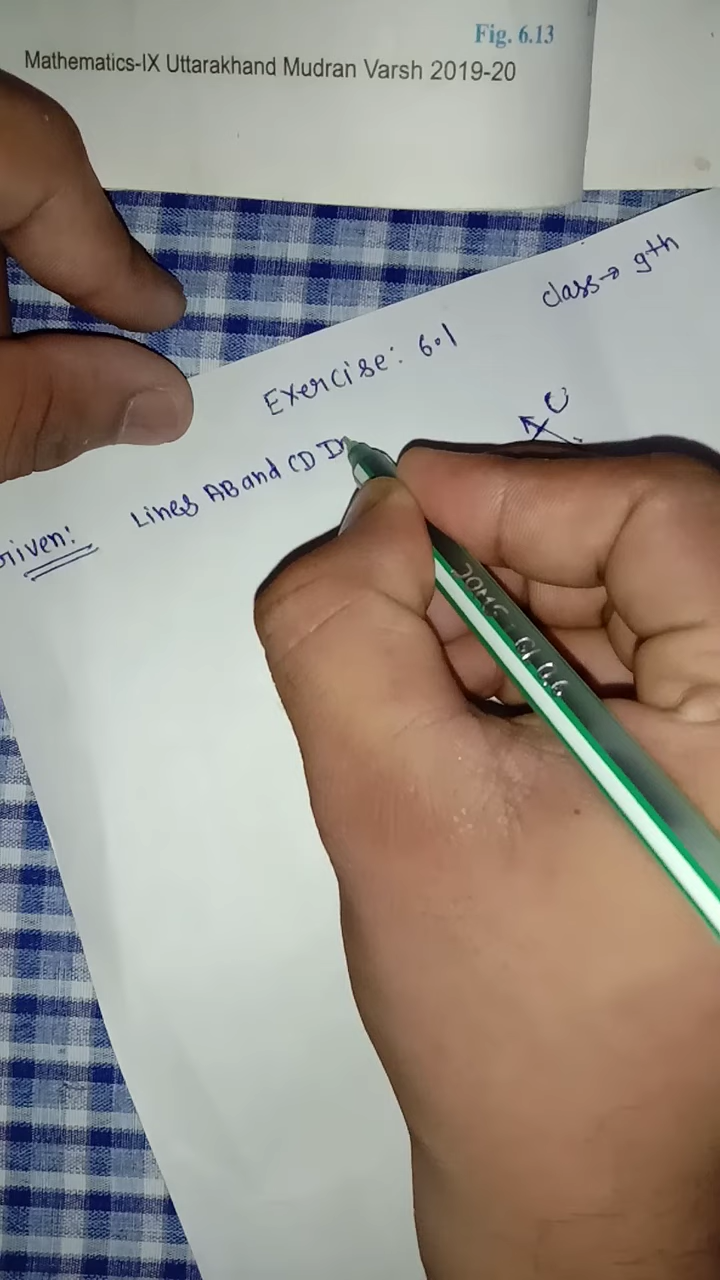 Fig. 6.13
Mathematics-IX Uttarakhand Mudran Varsh 2019-20
class→ 9th
Exercise: 6.1
C
Given: Lines AB and CD